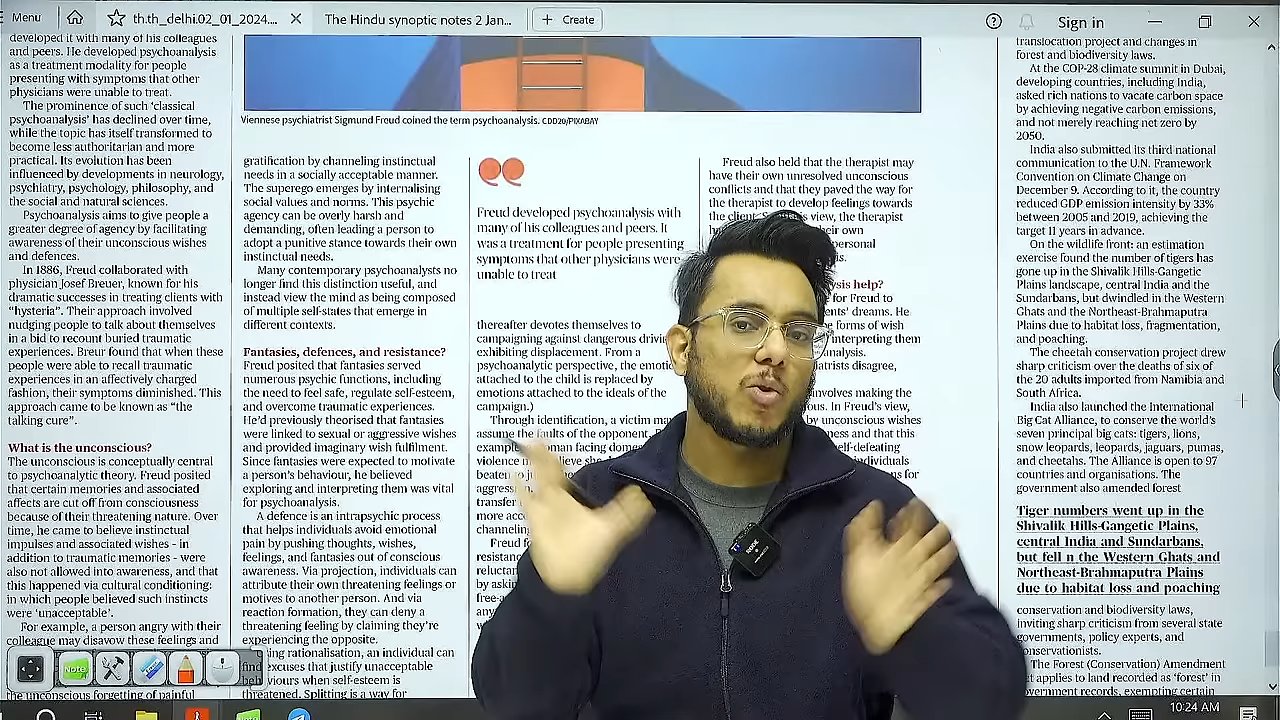 Menu
th.th_delhi.02_01_2024....
The Hindu synoptic notes 2 Jan...
Create
Sign in
developed it with many of his colleagues
and peers. He developed psychoanalysis
as a treatment modality for people
presenting with symptoms that other
physicians were unable to treat.
The prominence of such ‘classical
psychoanalysis’ has declined over time,
while the topic has itself transformed to
become less authoritarian and more
practical. Its evolution has been
influenced by developments in neurology,
psychiatry, psychology, philosophy, and
the social and natural sciences.
Psychoanalysis aims to give people a
greater degree of agency by facilitating
awareness of their unconscious wishes
and defences.
In 1886, Freud collaborated with
physician Josef Breuer, known for his
dramatic successes in treating clients with
“hysteria”. Their approach involved
nudging people to talk about themselves
in a bid to recount buried traumatic
experiences. Breur found that when these
people were able to recall traumatic
experiences in an affectively charged
fashion, their symptoms diminished. This
approach came to be known as “the
talking cure”.
What is the unconscious?
The unconscious is conceptually central
to psychoanalytic theory. Freud posited
that certain memories and associated
affects are cut off from consciousness
because of their threatening nature. Over
time, he came to believe instinctual
impulses and associated wishes – in
addition to traumatic memories – were
also not allowed into awareness, and that
this happened via cultural conditioning:
in which people believed such instincts
were ‘unacceptable’.
For example, a person angry with their
colleague may disavow these feelings and
the unconscious forgetting of painful
Viennese psychiatrist Sigmund Freud coined the term psychoanalysis. CDD20/PIXABAY
gratification by channeling instinctual
needs in a socially acceptable manner.
The superego emerges by internalising
social values and norms. This psychic
agency can be overly harsh and
demanding, often leading a person to
adopt a punitive stance towards their own
instinctual needs.
Many contemporary psychoanalysts no
longer find this distinction useful, and
instead view the mind as being composed
of multiple self-states that emerge in
different contexts.
Fantasies, defences, and resistance?
Freud posited that fantasies served
numerous psychic functions, including
the need to feel safe, regulate self-esteem,
and overcome traumatic experiences.
He’d previously theorised that fantasies
were linked to sexual or aggressive wishes
and provided imaginary wish fulfilment.
Since fantasies were expected to motivate
a person’s behaviour, he believed
exploring and interpreting them was vital
for psychoanalysis.
A defence is an intrapsychic process
that helps individuals avoid emotional
pain by pushing thoughts, wishes,
feelings, and fantasies out of conscious
awareness. Via projection, individuals can
attribute their own threatening feelings or
motives to another person. And via
reaction formation, they can deny a
threatening feeling by claiming they’re
experiencing the opposite.
rationalisation, an individual can
find excuses that justify unacceptable
behaviours when self-esteem is
threatened. Splitting is a way for
Freud developed psychoanalysis with
many of his colleagues and peers. It
was a treatment for people presenting
symptoms that other physicians were
unable to treat
thereafter devotes themselves to
campaigning against dangerous
exhibiting displacement. From a
psychoanalytic perspective, the
attached to the child is replaced by
emotions attached to the ideals of the
campaign.)
Through identification, a victim
assume the faults of the opponent.
Freud also held that the therapist may
have their own unresolved unconscious
conflicts and that they paved the way for
the therapist to develop feelings towards
the client. view, the therapist
their own
personal
help?
for Freud to
dreams. He
forms of wish
interpreting them
disagree,
involves making the
In Freud’s view,
unconscious wishes
and that this
self-defeating
individuals
for
translocation project and changes in
forest and biodiversity laws.
At the COP-28 climate summit in Dubai,
developing countries, including India,
asked rich nations to vacate carbon space
by achieving negative carbon emissions,
and not merely reaching net zero by
2050.
India also submitted its third national
communication to the U.N. Framework
Convention on Climate Change on
December 9. According to it, the country
reduced GDP emission intensity by 33%
between 2005 and 2019, achieving the
target 11 years in advance.
On the wildlife front: an estimation
exercise found the number of tigers has
gone up in the Shivalik Hills-Gangetic
Plains landscape, central India and the
Sundarbans, but dwindled in the Western
Ghats and the Northeast-Brahmaputra
Plains due to habitat loss, fragmentation,
and poaching.
The cheetah conservation project drew
sharp criticism over the deaths of six of
the 20 adults imported from Namibia and
South Africa.
India also launched the International
Big Cat Alliance, to conserve the world’s
seven principal big cats: tigers, lions,
snow leopards, leopards, jaguars, pumas,
and cheetahs. The Alliance is open to 97
countries and organisations. The
government also amended forest
Tiger numbers went up in the
Shivalik Hills-Gangetic Plains,
central India and Sundarbans,
but fell n the Western Ghats and
Northeast-Brahmaputra Plains
due to habitat loss and poaching
conservation and biodiversity laws,
inviting sharp criticism from several state
governments, policy experts, and
conservationists.
The Forest (Conservation) Amendment
applies to land recorded as ‘forest’ in
government records, exempting certain
NOTE
10:24 AM